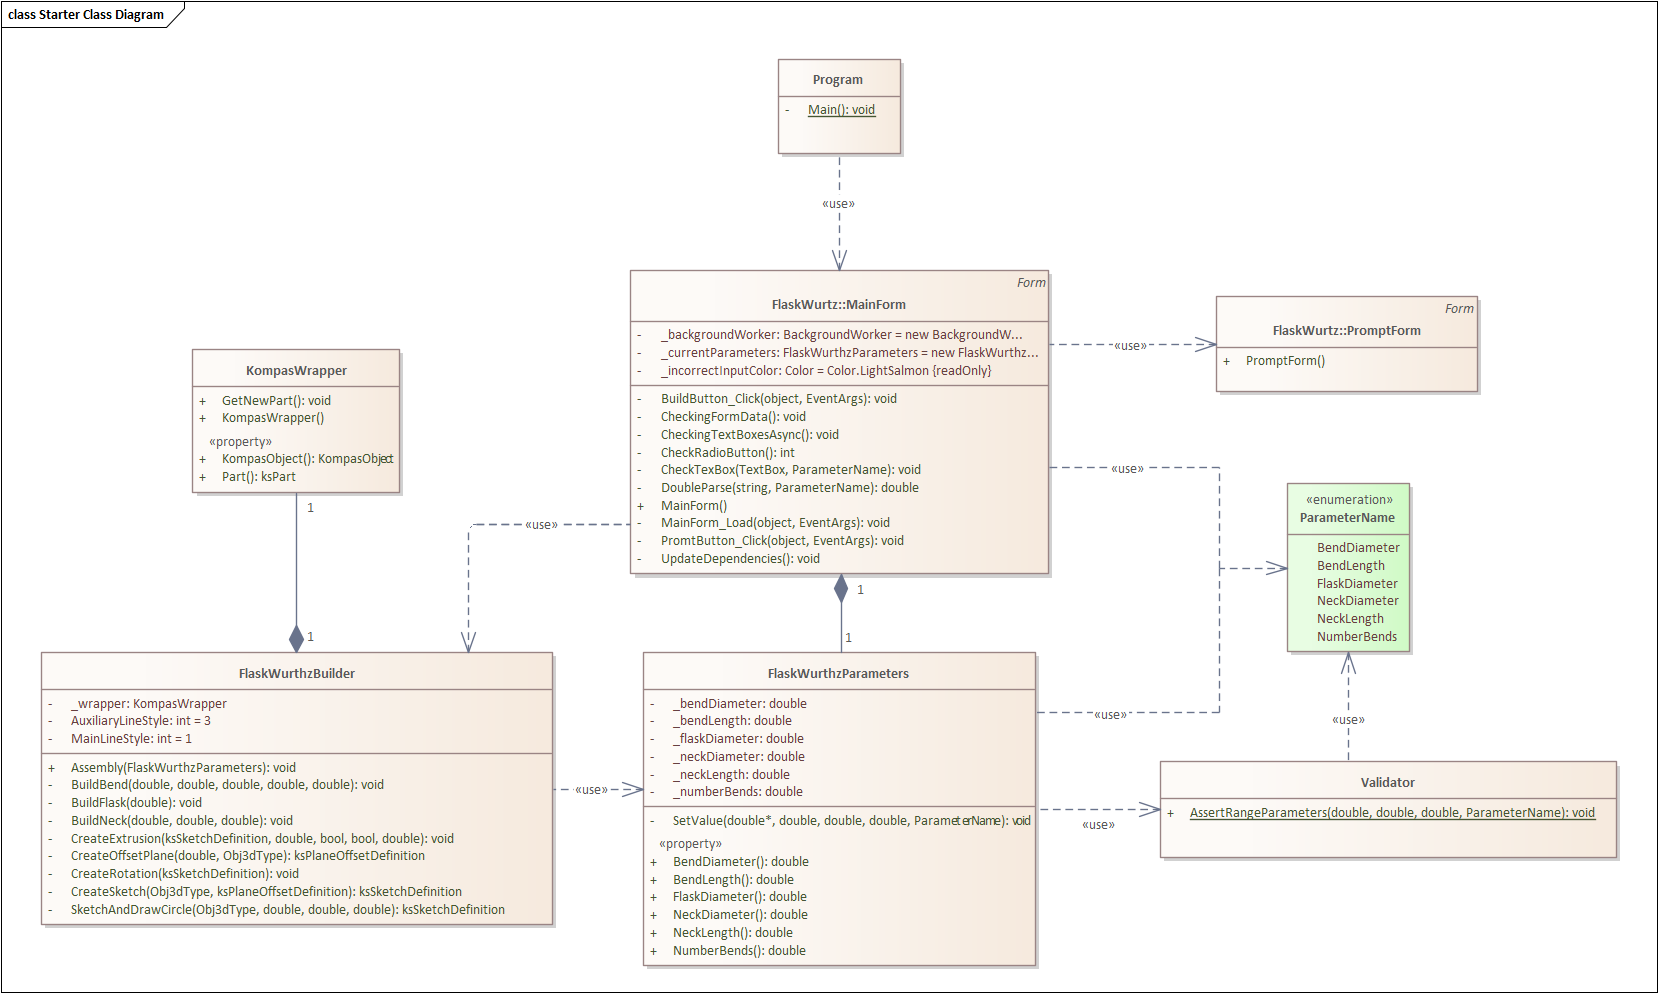 class Starter Class Diagram
Program
- Main(): void
«use»
Form
FlaskWurtz::MainForm
- _backgroundWorker: BackgroundWorker = new BackgroundW...
- _currentParameters: FlaskWurthzParameters = new FlaskWurthz...
- _incorrectInputColor: Color = Color.LightSalmon {readOnly}
- BuildButton_Click(object, EventArgs): void
- CheckingFormData(): void
- CheckingTextBoxesAsync(): void
- CheckRadioButton(): int
- CheckTexBox(TextBox, ParameterName): void
- DoubleParse(string, ParameterName): double
+ MainForm()
- MainForm_Load(object, EventArgs): void
- PromtButton_Click(object, EventArgs): void
- UpdateDependencies(): void
«use»
Form
FlaskWurtz::PromptForm
+ PromptForm()
KompasWrapper
+ GetNewPart(): void
+ KompasWrapper()
«property»
+ KompasObject(): KompasObject
+ Part(): ksPart
1
1
«use»
«use»
«enumeration»
ParameterName
BendDiameter
BendLength
FlaskDiameter
NeckDiameter
NeckLength
NumberBends
1
1
FlaskWurthzBuilder
- _wrapper: KompasWrapper
- AuxiliaryLineStyle: int = 3
- MainLineStyle: int = 1
+ Assembly(FlaskWurthzParameters): void
- BuildBend(double, double, double, double, double): void
- BuildFlask(double): void
- BuildNeck(double, double, double): void
- CreateExtrusion(ksSketchDefinition, double, bool, bool, double): void
- CreateOffsetPlane(double, Obj3dType): ksPlaneOffsetDefinition
- CreateRotation(ksSketchDefinition): void
- CreateSketch(Obj3dType, ksPlaneOffsetDefinition): ksSketchDefinition
- SketchAndDrawCircle(Obj3dType, double, double, double): ksSketchDefinition
«use»
FlaskWurthzParameters
- _bendDiameter: double
- _bendLength: double
- _flaskDiameter: double
- _neckDiameter: double
- _neckLength: double
- _numberBends: double
- SetValue(double*, double, double, double, ParameterName): void
«property»
+ BendDiameter(): double
+ BendLength(): double
+ FlaskDiameter(): double
+ NeckDiameter(): double
+ NeckLength(): double
+ NumberBends(): double
«use»
«use»
«use»
Validator
+ AssertRangeParameters(double, double, double, ParameterName): void